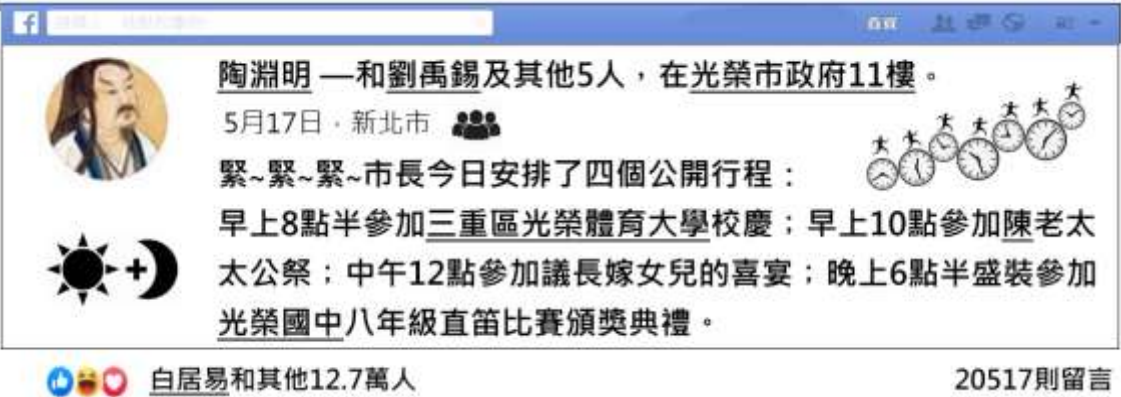 f
陶淵明 —和劉禹錫及其他5人，在光榮市政府11樓。
5月17日．新北市
緊~緊~緊~市長今日安排了四個公開行程：
早上8點半參加三重區光榮體育大學校慶；早上10點參加陳老太
太公祭；中午12點參加議長嫁女兒的喜宴；晚上6點半盛裝參加
光榮國中八年級直笛比賽頒獎典禮。
白居易和其他12.7萬人
20517則留言